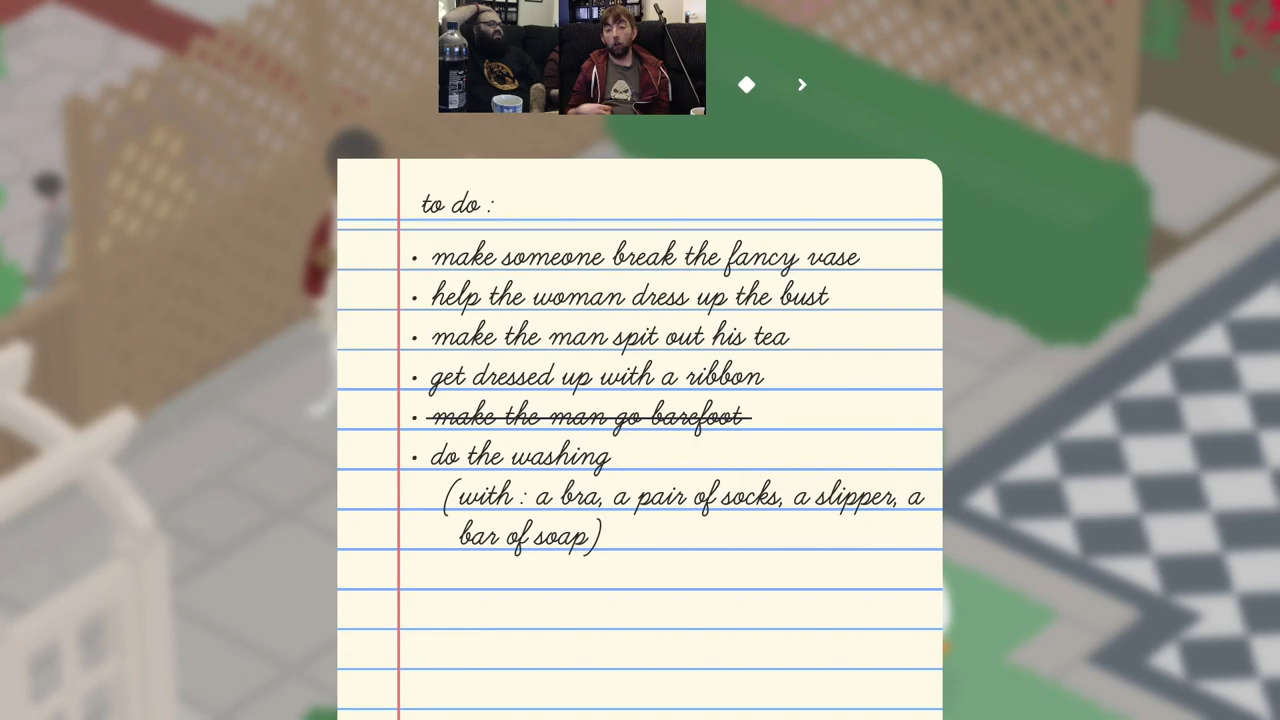 to do :
• make someone break the fancy vase
• help the woman dress up the bust
• make the man spit out his tea
• get dressed up with a ribbon
• make the man go barefoot
• do the washing
(with : a bra, a pair of socks, a slipper, a
bar of soap)